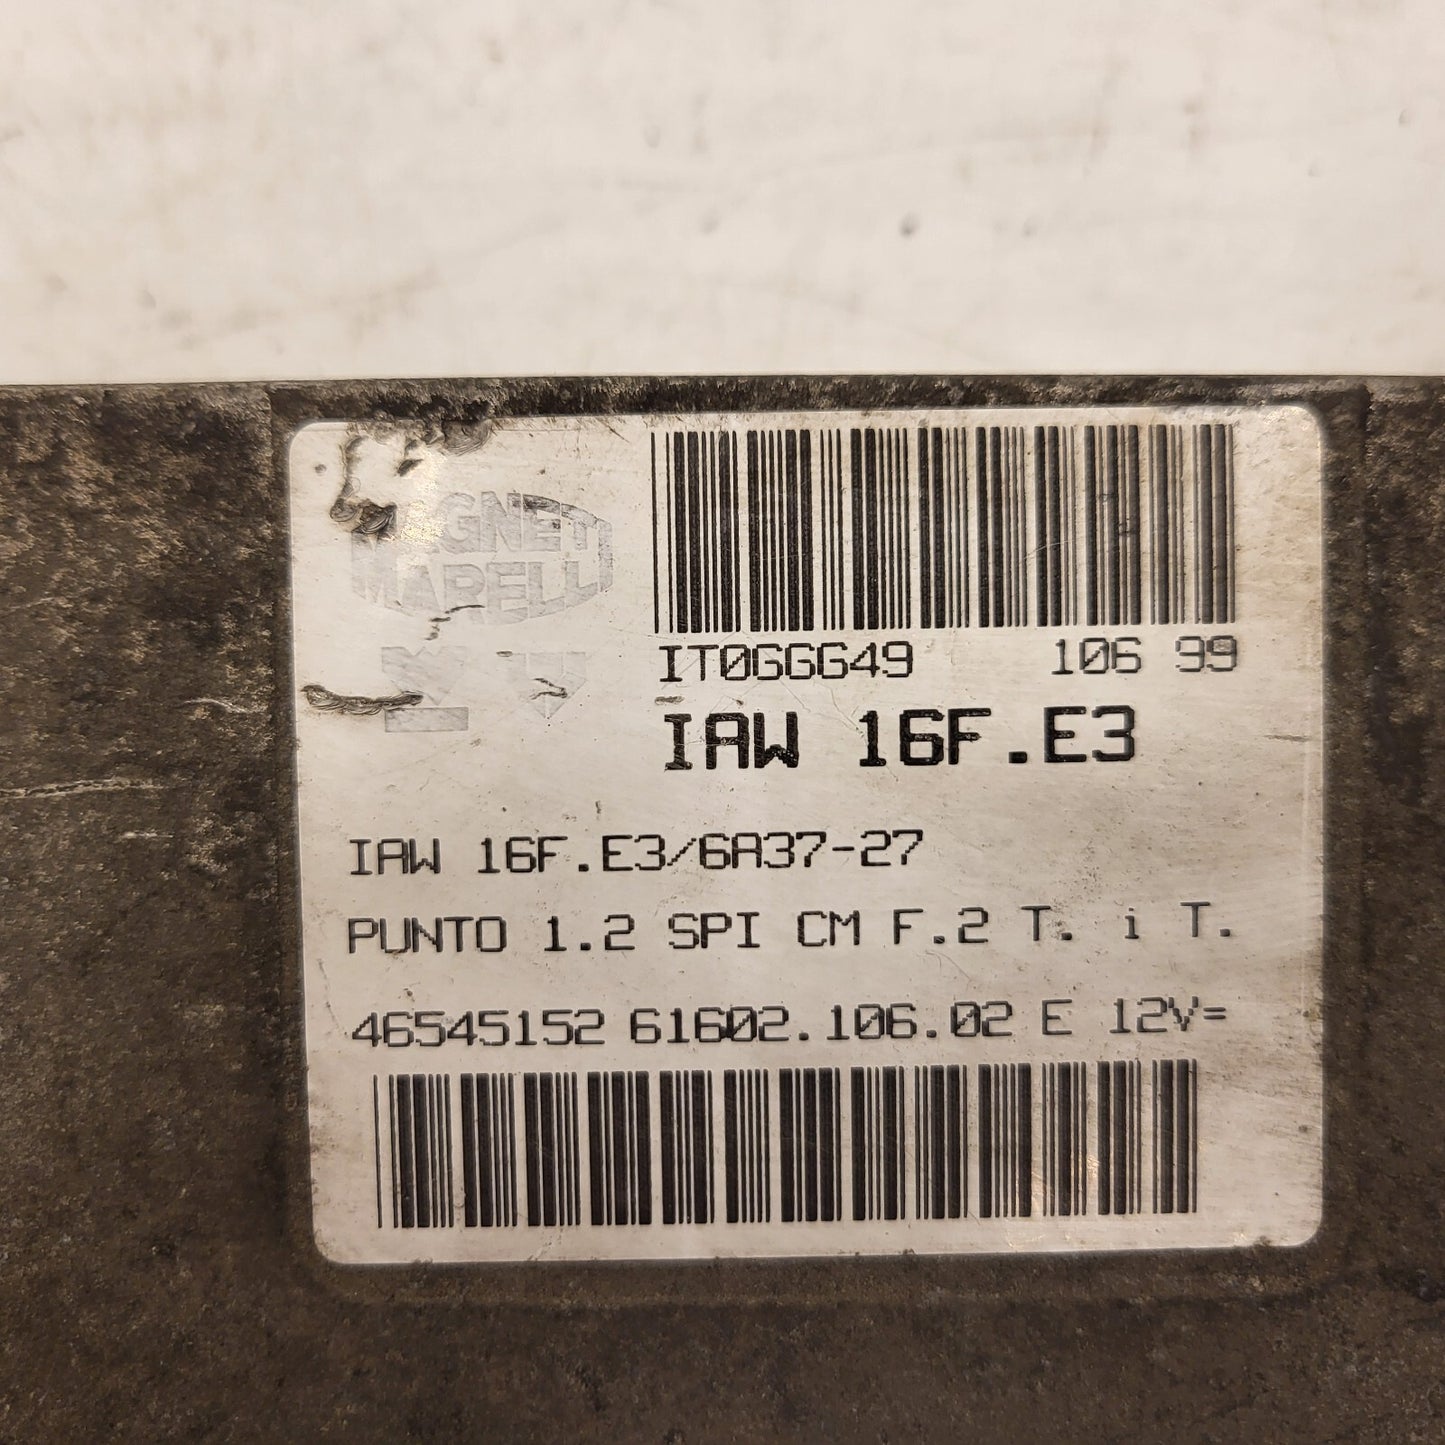 MAGNETI
MARELLI
IT0GGG49 106 99
IAW 16F.E3
IAW 16F.E3/6A37-27
PUNTO 1.2 SPI CM F.2 T. i T.
46545152 61602.106.02 E 12V=